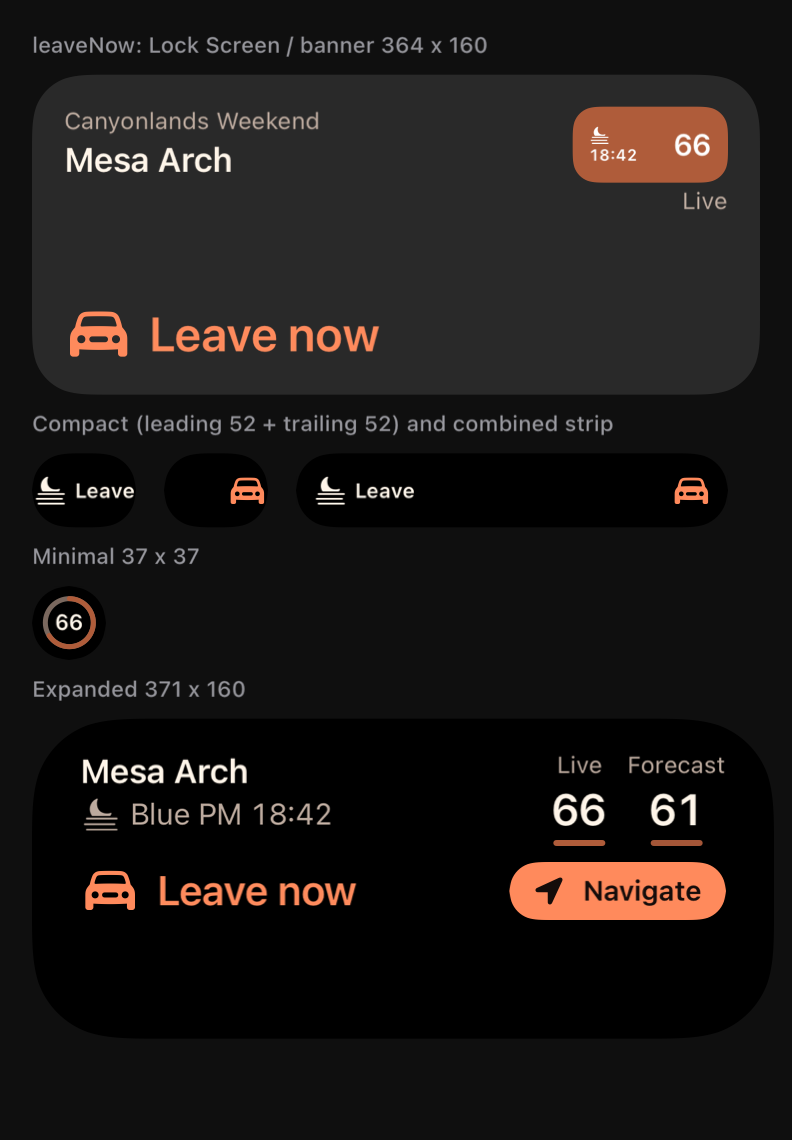 leaveNow: Lock Screen / banner 364 x 160
Canyonlands Weekend
Mesa Arch
18:42
66
Live
Leave now
Compact (leading 52 + trailing 52) and combined strip
Leave
Leave
Minimal 37 x 37
66
Expanded 371 x 160
Mesa Arch
Blue PM 18:42
Live Forecast
66 61
Leave now
Navigate